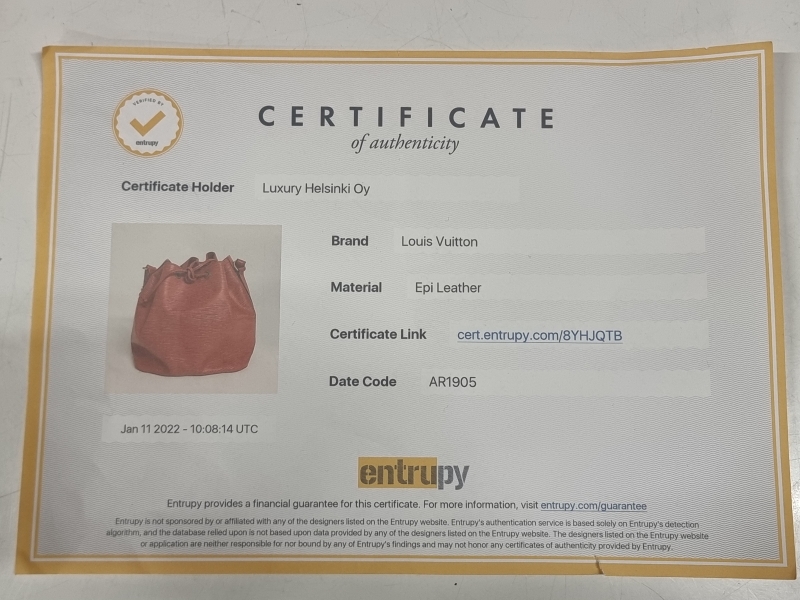 VERIFIED BY
entrupy
CERTIFICATE
of authenticity
Certificate Holder Luxury Helsinki Oy
Brand Louis Vuitton
Material Epi Leather
Certificate Link cert.entrupy.com/8YHJQTB
Date Code AR1905
Jan 11 2022 - 10:08:14 UTC
entrupy
Entrupy provides a financial guarantee for this certificate. For more information, visit entrupy.com/guarantee
Entrupy is not sponsored by or affiliated with any of the designers listed on the Entrupy website. Entrupy's authentication service is based solely on Entrupy's detection
algorithm, and the database relied upon is not based upon data provided by any of the designers listed on the Entrupy website. The designers listed on the Entrupy website
or application are neither responsible for nor bound by any of Entrupy's findings and may not honor any certificates of authenticity provided by Entrupy.